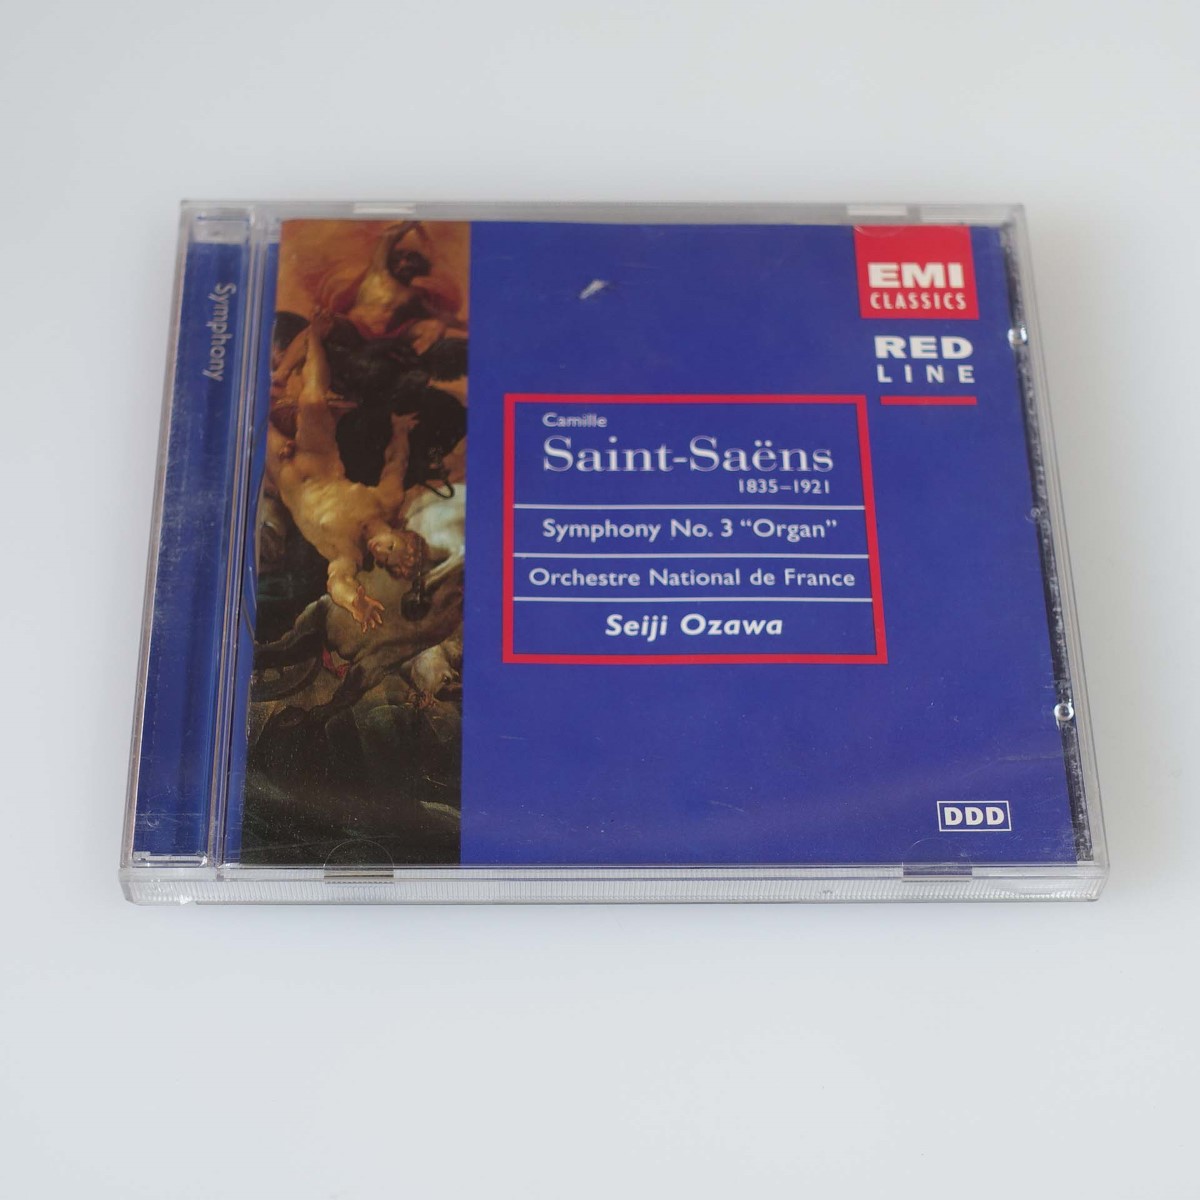 Symphony
EMI
CLASSICS
RED
LINE
Camille
Saint-Saëns
1835–1921
Symphony No. 3 “Organ”
Orchestre National de France
Seiji Ozawa
DDD